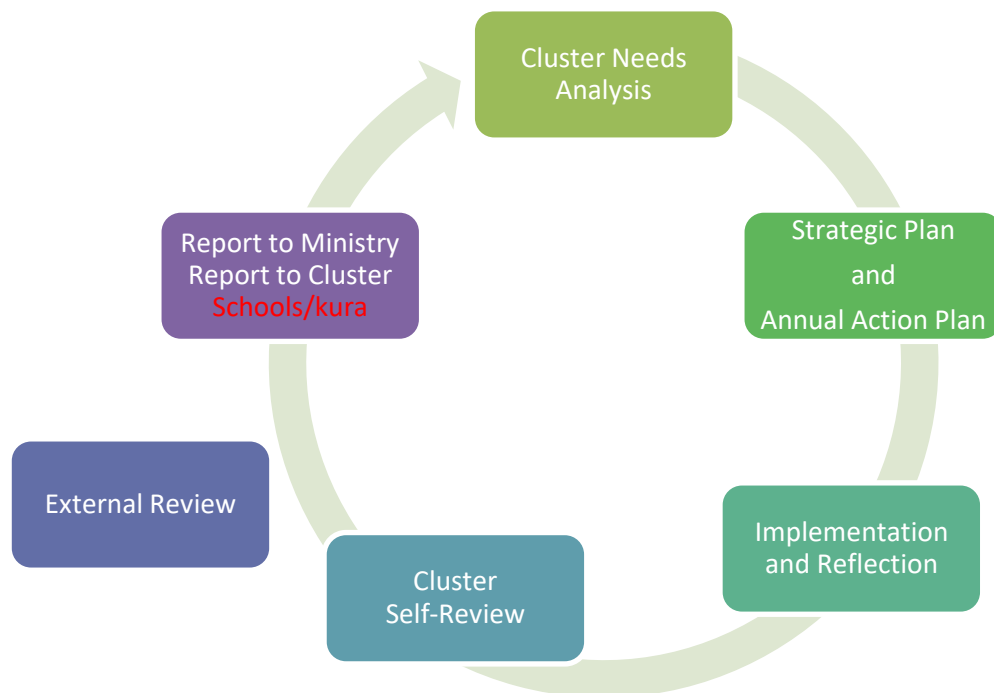 Cluster Needs
Analysis
Strategic Plan
and
Annual Action Plan
Implementation
and Reflection
Cluster
Self-Review
External Review
Report to Ministry
Report to Cluster
Schools/kura